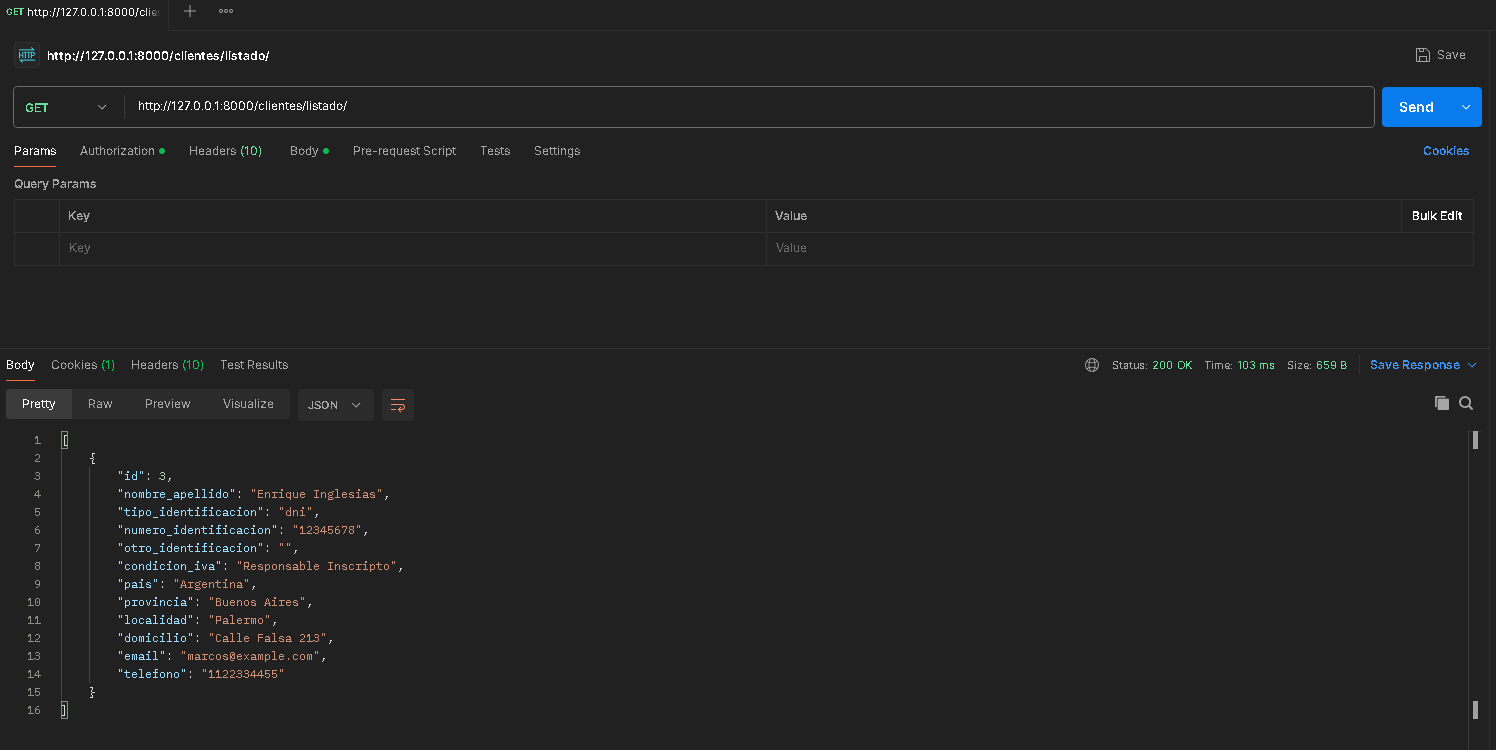 GET http://127.0.0.1:8000/clie
http://127.0.0.1:8000/clientes/listado/
Save
GET
http://127.0.0.1:8000/clientes/listado/
Send
Params Authorization Headers (10) Body Pre-request Script Tests Settings Cookies
Query Params
Key Value Bulk Edit
Key Value
Body Cookies (1) Headers (10) Test Results Status: 200 OK Time: 103 ms Size: 659 B Save Response
Pretty Raw Preview Visualize JSON
1 [
2 {
3 "id": 3,
4 "nombre_apellido": "Enrique Inglesias",
5 "tipo_identificacion": "dni",
6 "numero_identificacion": "12345678",
7 "otro_identificacion": "",
8 "condicion_iva": "Responsable Inscripto",
9 "pais": "Argentina",
10 "provincia": "Buenos Aires",
11 "localidad": "Palermo",
12 "domicilio": "Calle Falsa 213",
13 "email": "marcos@example.com",
14 "telefono": "1122334455"
15 }
16 ]